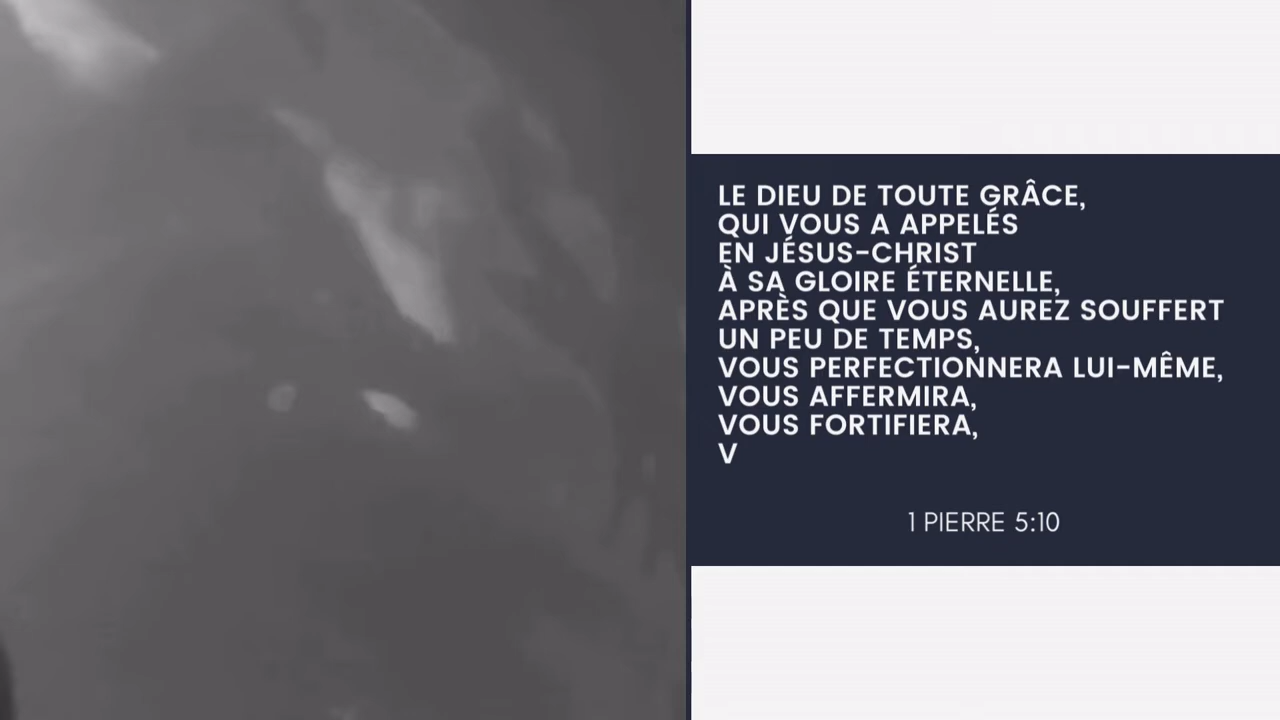 LE DIEU DE TOUTE GRÂCE,
QUI VOUS A APPELÉS
EN JÉSUS-CHRIST
À SA GLOIRE ÉTERNELLE,
APRÈS QUE VOUS AUREZ SOUFFERT
UN PEU DE TEMPS,
VOUS PERFECTIONNERA LUI-MÊME,
VOUS AFFERMIRA,
VOUS FORTIFIERA,
V
1 PIERRE 5:10